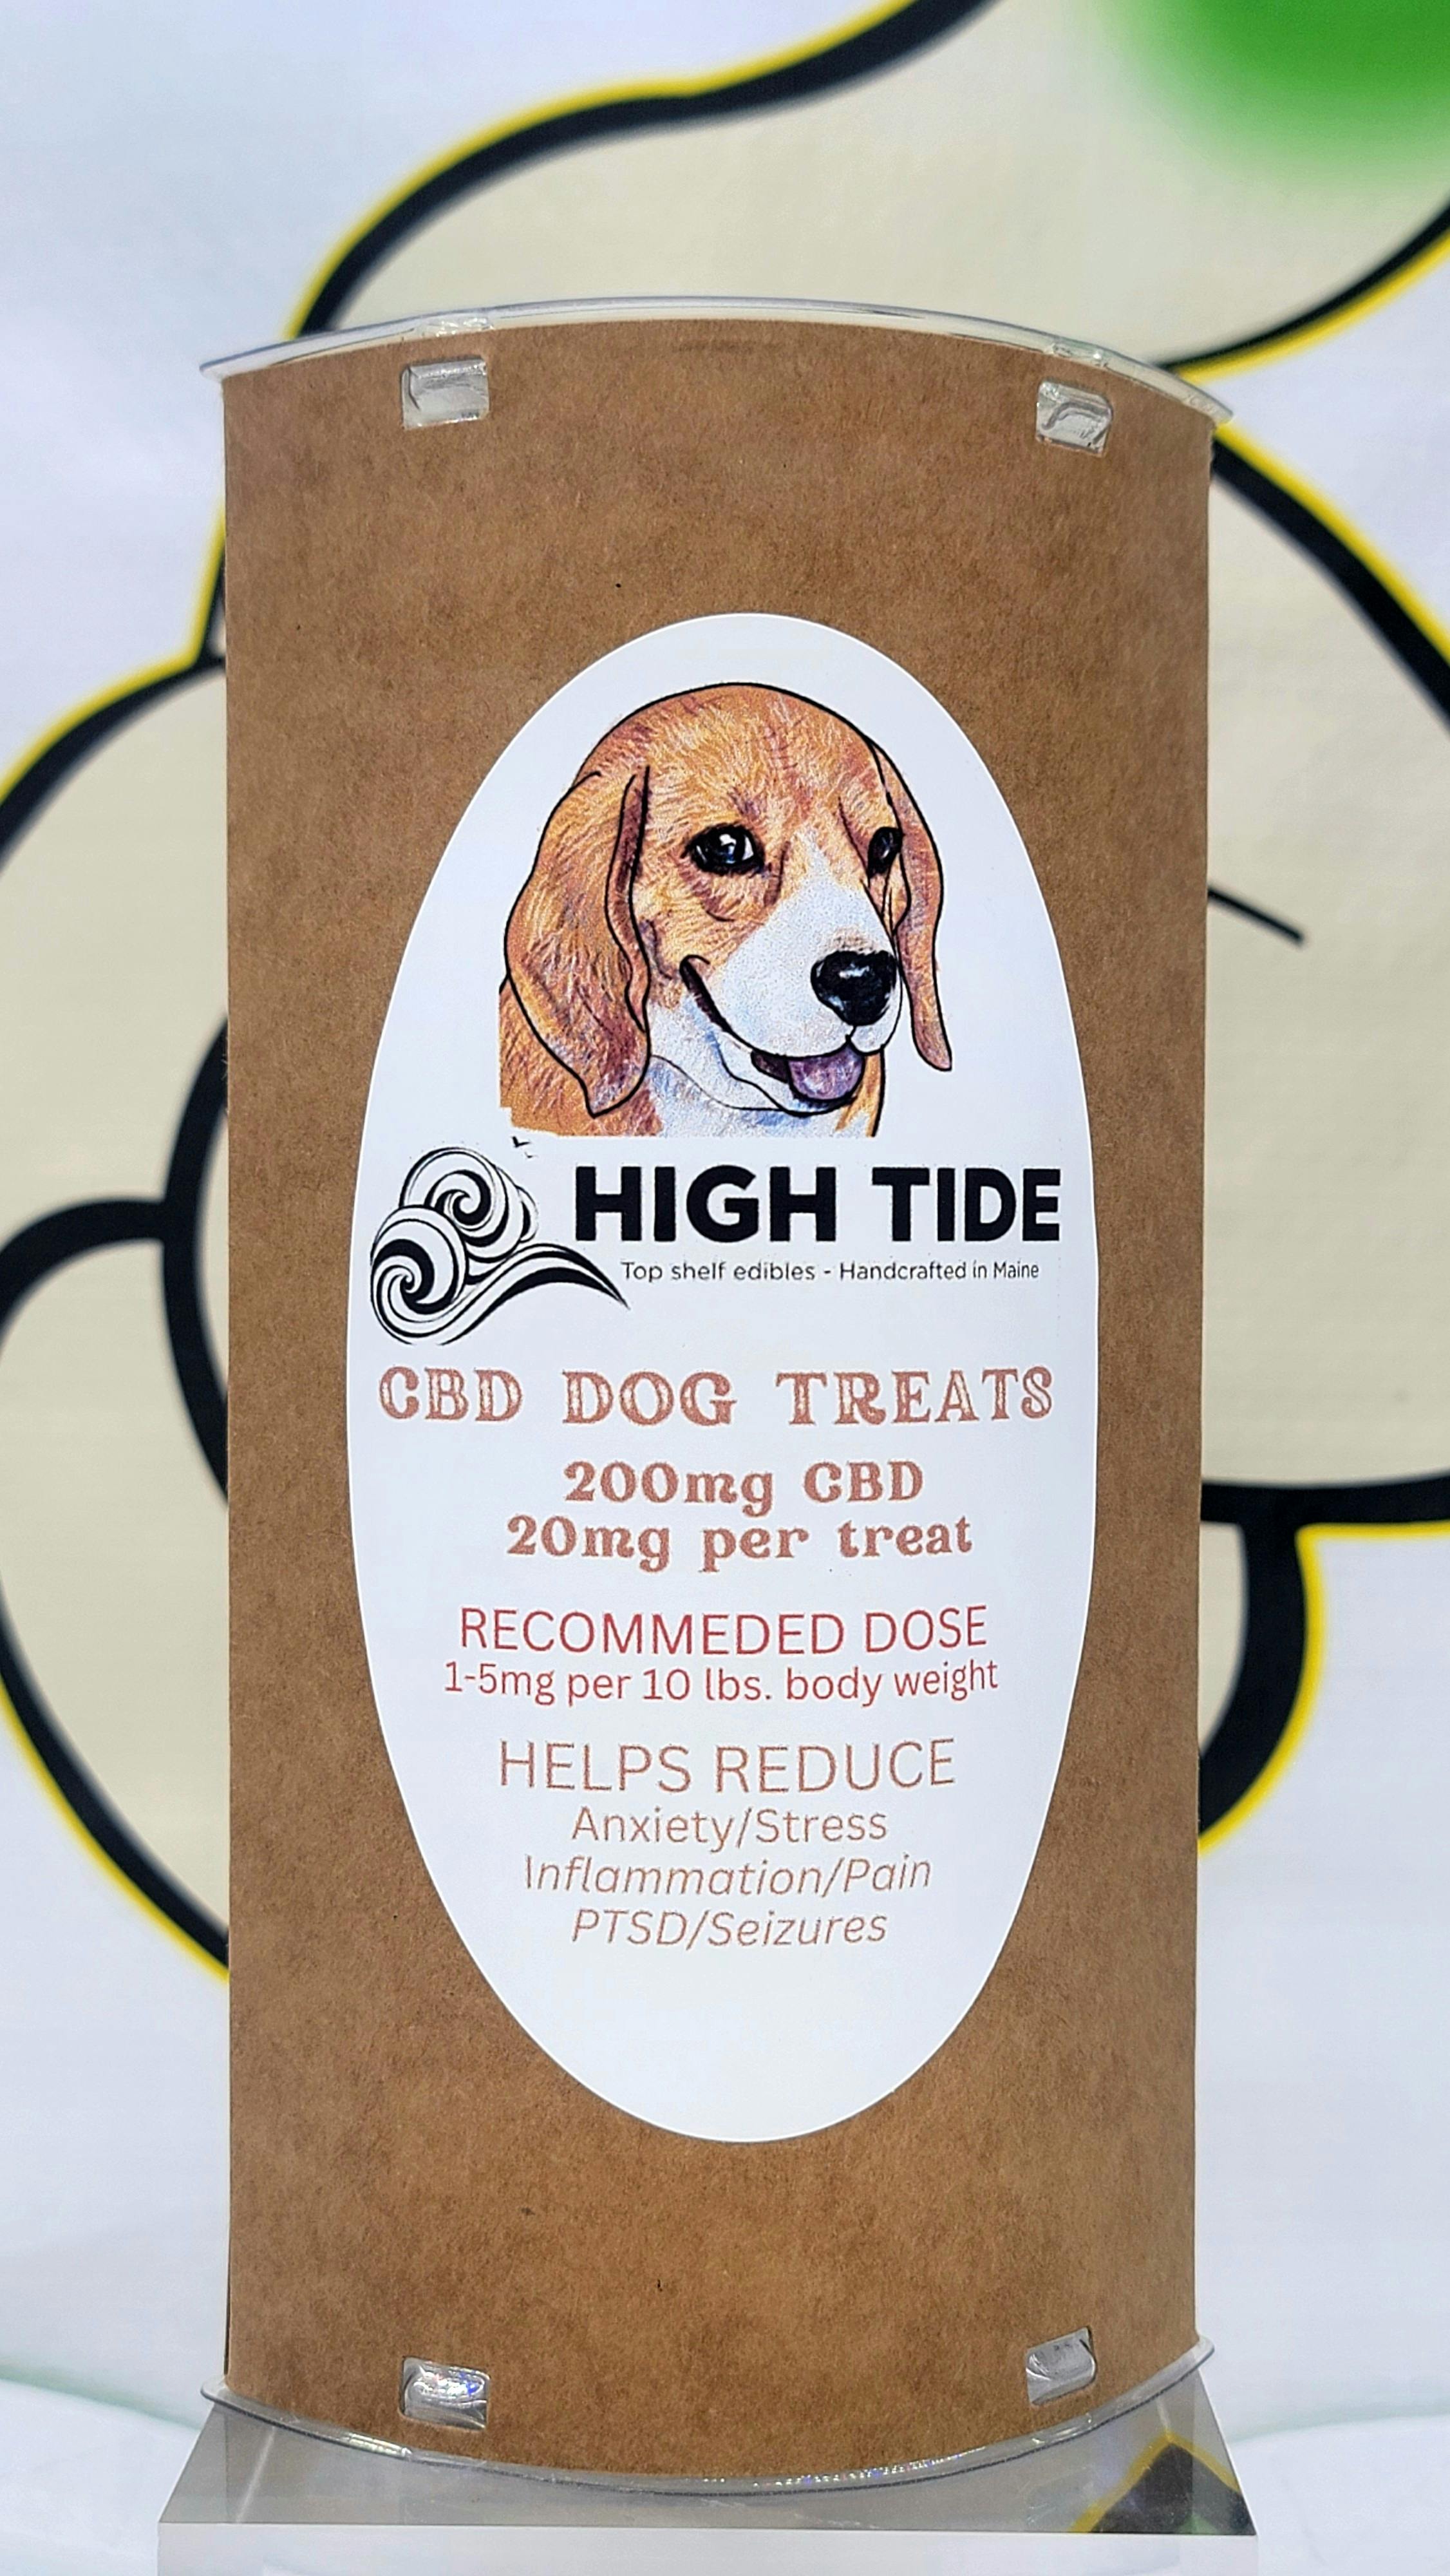 HIGH TIDE
Top shelf edibles - Handcrafted in Maine
CBD DOG TREATS
200mg CBD
20mg per treat
RECOMMEDED DOSE
1-5mg per 10 lbs. body weight
HELPS REDUCE
Anxiety/Stress
Inflammation/Pain
PTSD/Seizures